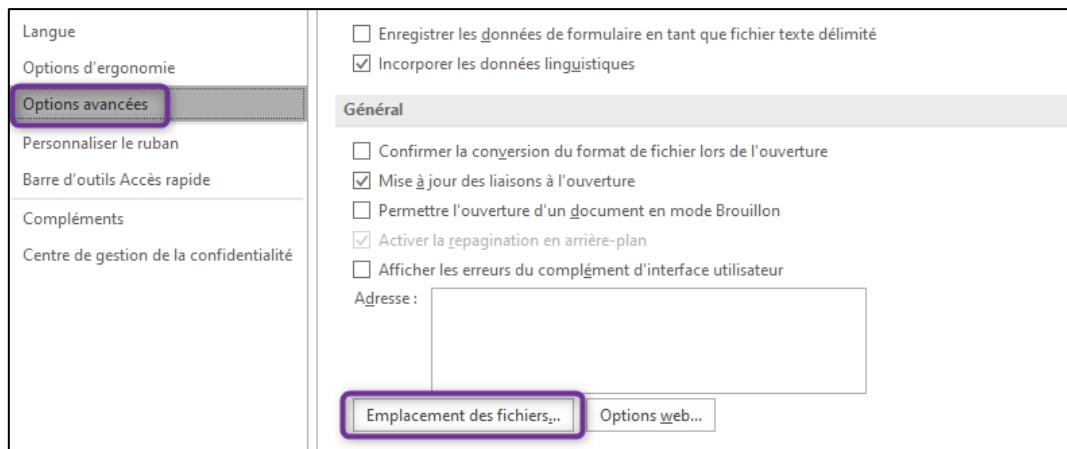 Langue
Options d'ergonomie
Options avancées
Personnaliser le ruban
Barre d'outils Accès rapide
Compléments
Centre de gestion de la confidentialité
Enregistrer les données de formulaire en tant que fichier texte délimité
Incorporer les données linguistiques
Général
Confirmer la conversion du format de fichier lors de l'ouverture
Mise à jour des liaisons à l'ouverture
Permettre l'ouverture d'un document en mode Brouillon
Activer la repagination en arrière-plan
Afficher les erreurs du complément d'interface utilisateur
Adresse :
Emplacement des fichiers...
Options web...